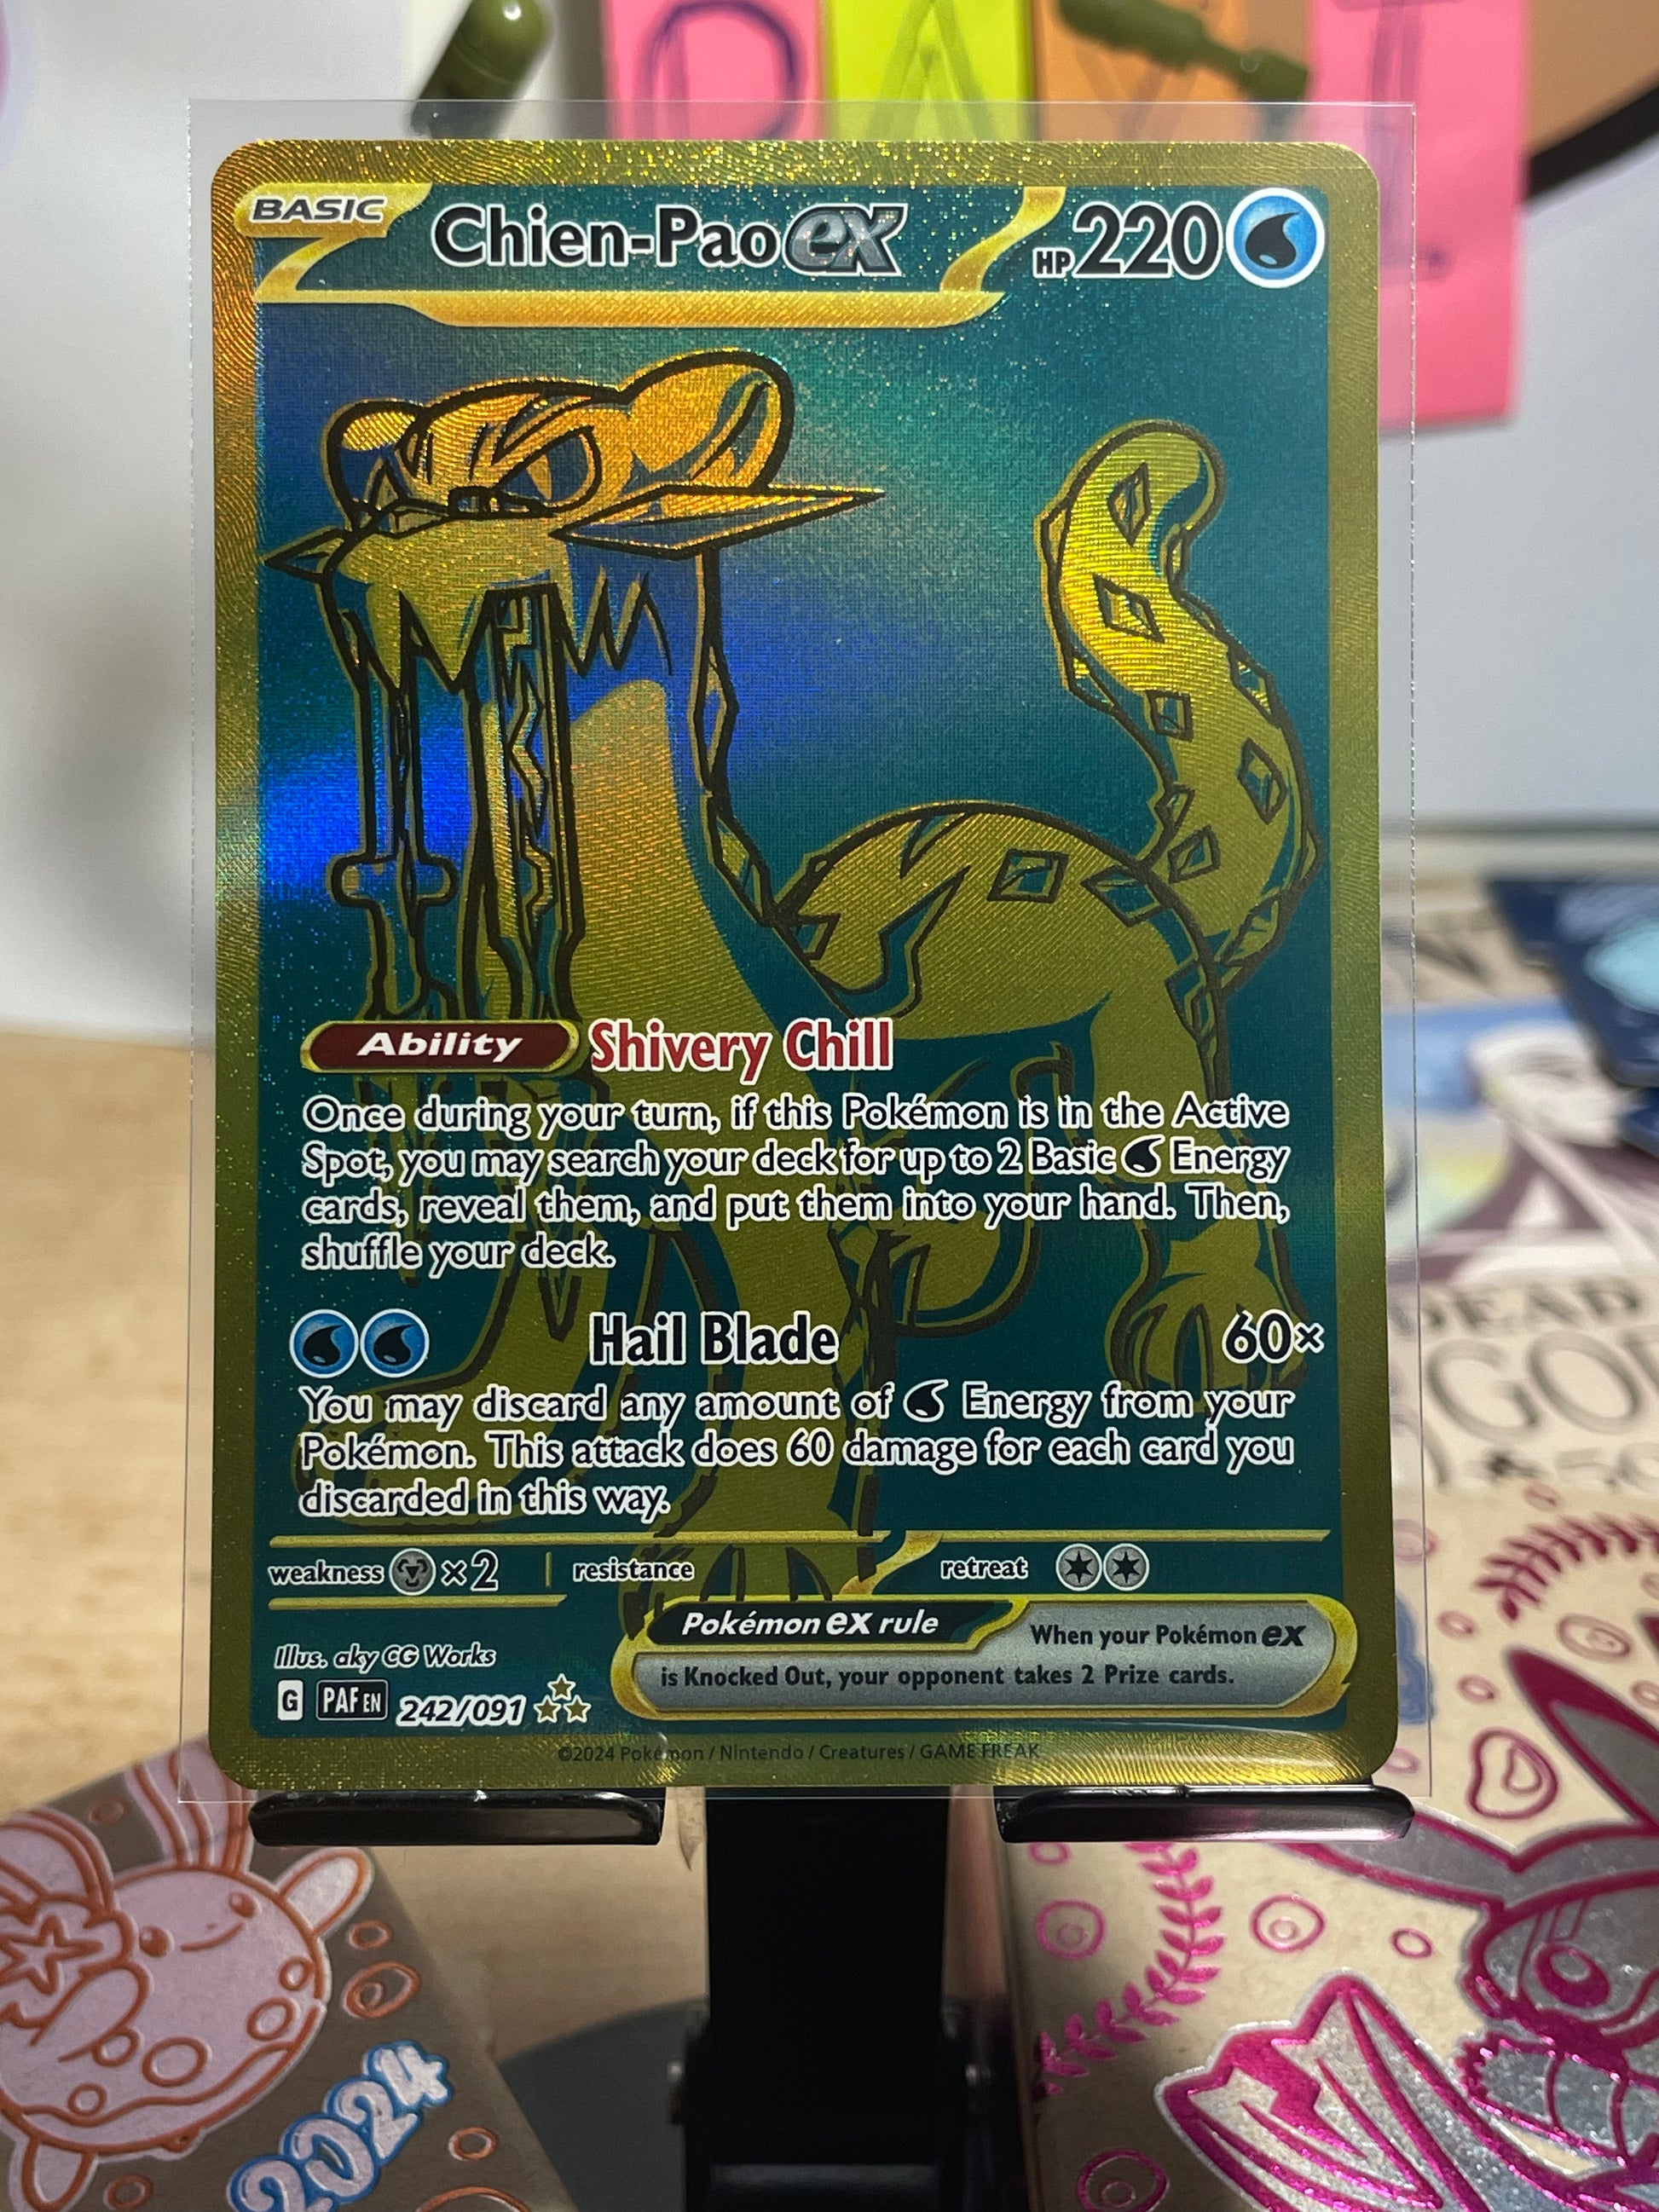 BASIC Chien-Pao ex HP 220
Ability Shivery Chill
Once during your turn, if this Pokémon is in the Active
Spot, you may search your deck for up to 2 Basic Energy
cards, reveal them, and put them into your hand. Then,
shuffle your deck.
Hail Blade 60×
You may discard any amount of Energy from your
Pokémon. This attack does 60 damage for each card you
discarded in this way.
weakness ×2 resistance retreat
Pokémon ex rule When your Pokémon ex
is Knocked Out, your opponent takes 2 Prize cards.
Illus. aky CG Works
G PAF EN 242/091
©2024 Pokémon / Nintendo / Creatures / GAME FREAK
DEAD
2024